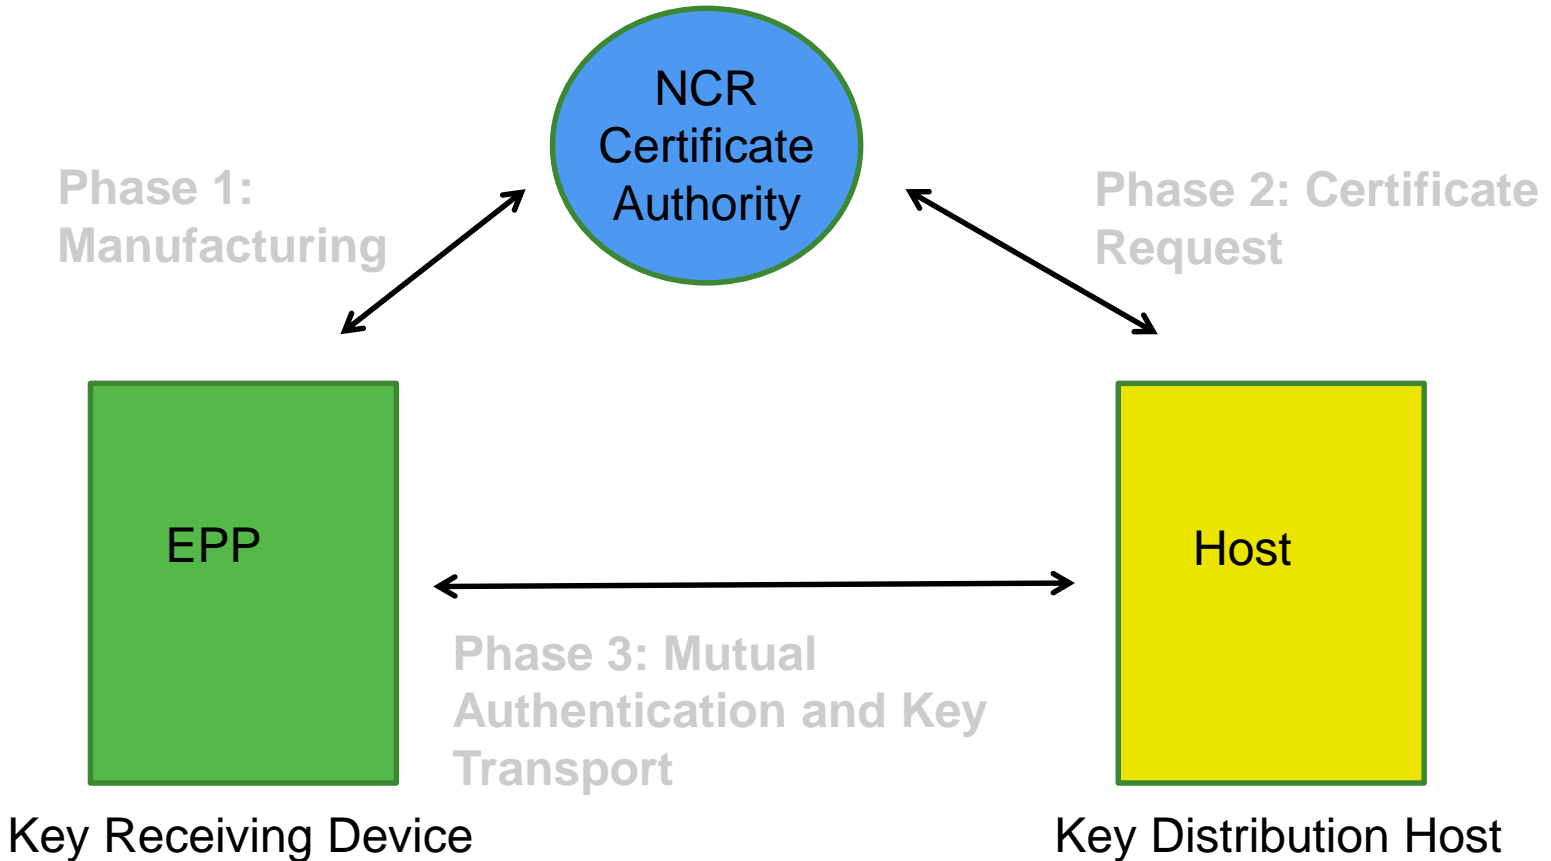 NCR
Certificate
Authority
Phase 1:
Manufacturing
Phase 2: Certificate
Request
EPP
Host
Phase 3: Mutual
Authentication and Key
Transport
Key Receiving Device
Key Distribution Host